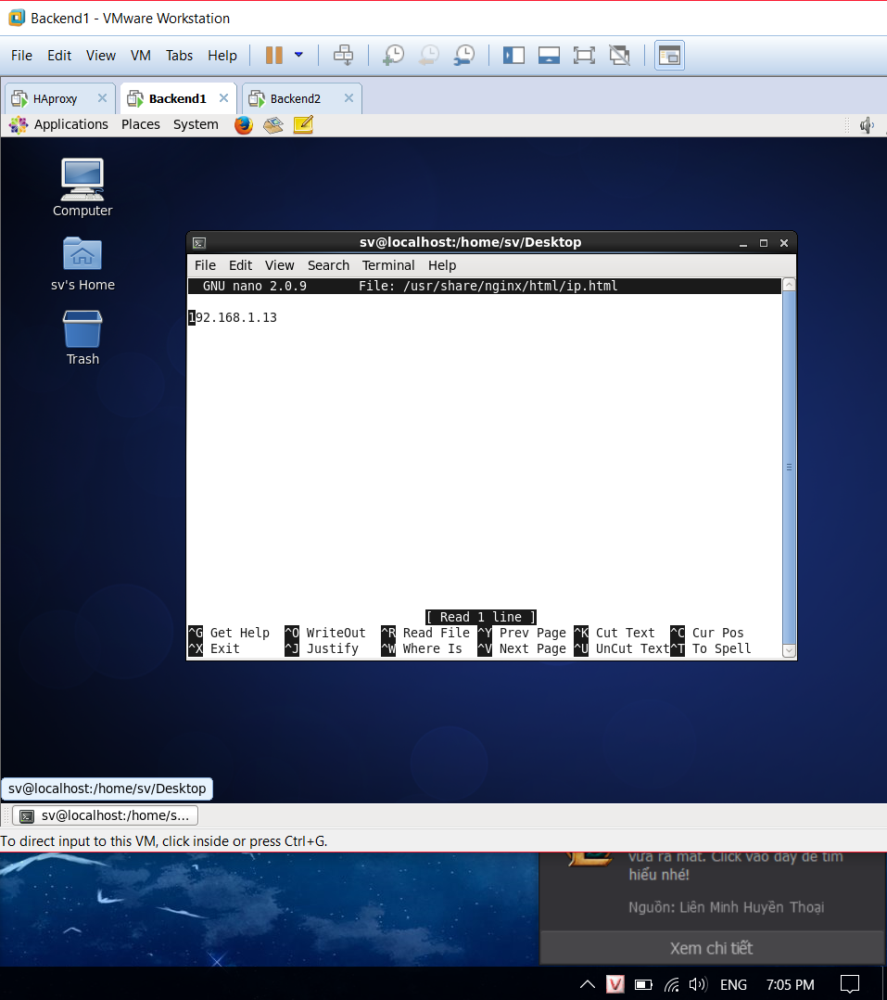 Backend1 - VMware Workstation
File Edit View VM Tabs Help
HAproxy Backend1 Backend2
Applications Places System
Computer
sv's Home
Trash
sv@localhost:/home/sv/Desktop
File Edit View Search Terminal Help
GNU nano 2.0.9 File: /usr/share/nginx/html/ip.html
192.168.1.13
[ Read 1 line ]
^G Get Help ^O WriteOut ^R Read File ^Y Prev Page ^K Cut Text ^C Cur Pos
^X Exit ^J Justify ^W Where Is ^V Next Page ^U UnCut Text ^T To Spell
sv@localhost:/home/sv/Desktop
sv@localhost:/home/s...
To direct input to this VM, click inside or press Ctrl+G.
vừa ra mắt. Click vào đây để tìm
hiểu nhé!
Nguồn: Liên Minh Huyền Thoại
Xem chi tiết
V ENG 7:05 PM